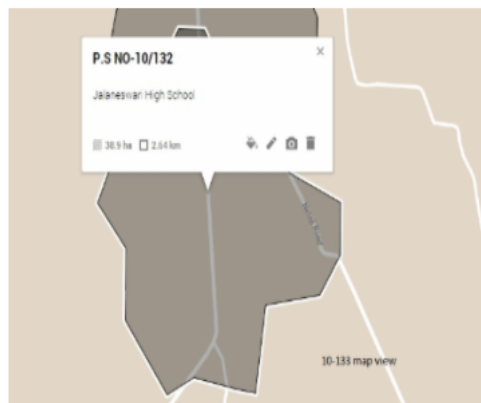 P.S NO-10/132
Jalaneswari High School
38.9 ha 2.64 km
10-133 map view